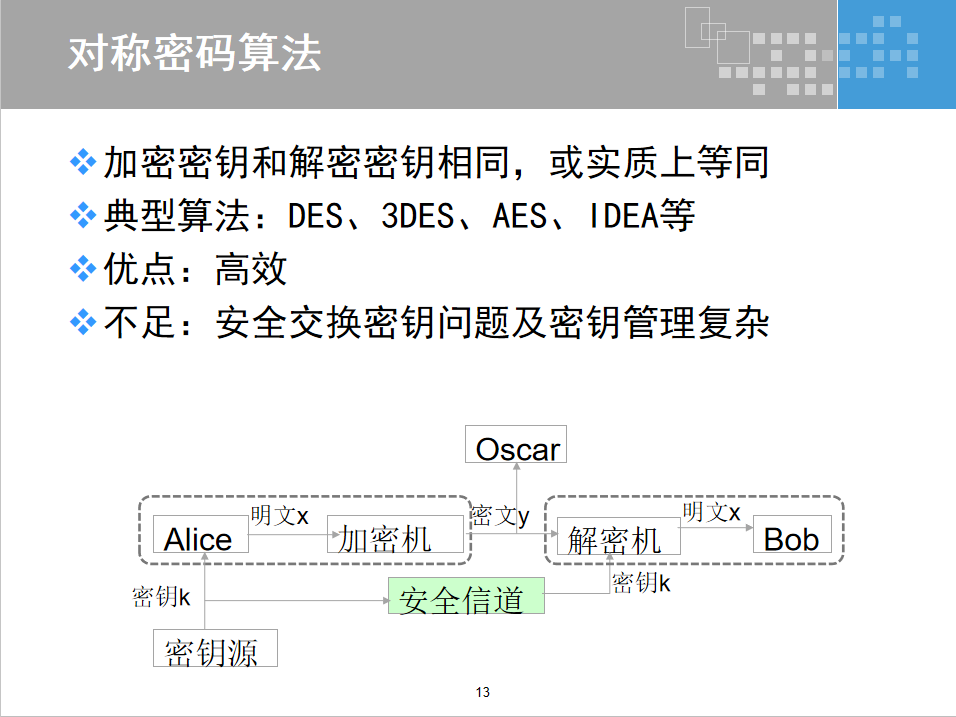 对称密码算法
加密密钥和解密密钥相同，或实质上等同
典型算法：DES、3DES、AES、IDEA等
优点：高效
不足：安全交换密钥问题及密钥管理复杂
Oscar
Alice
明文x
加密机
密文y
解密机
明文x
Bob
密钥k
安全信道
密钥k
密钥源
13